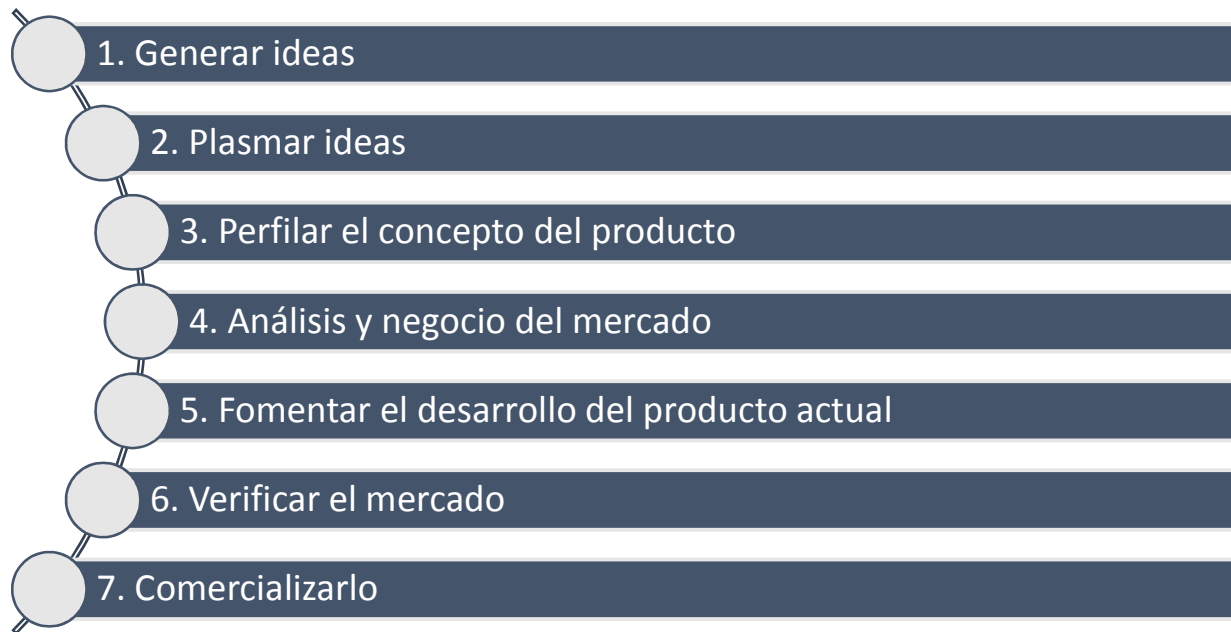 1. Generar ideas
2. Plasmar ideas
3. Perfilar el concepto del producto
4. Análisis y negocio del mercado
5. Fomentar el desarrollo del producto actual
6. Verificar el mercado
7. Comercializarlo